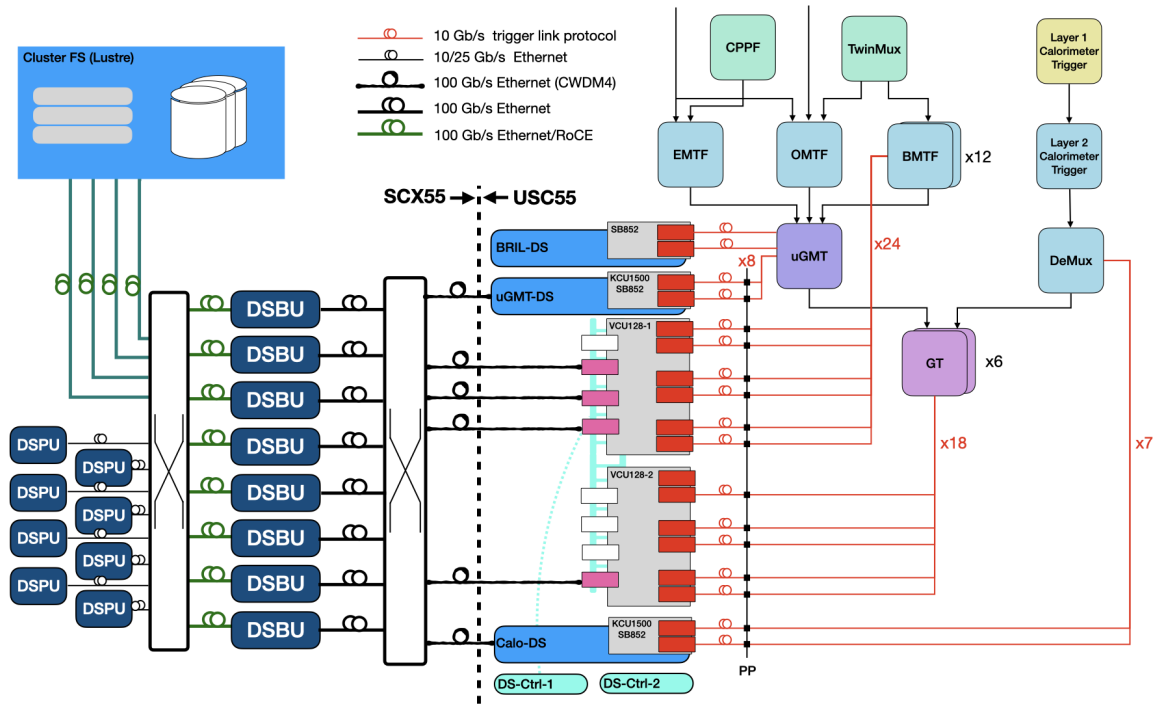 Cluster FS (Lustre)
10 Gb/s trigger link protocol
10/25 Gb/s Ethernet
100 Gb/s Ethernet (CWDM4)
100 Gb/s Ethernet
100 Gb/s Ethernet/RoCE
CPPF
TwinMux
Layer 1
Calorimeter
Trigger
EMTF
OMTF
BMTF
x12
Layer 2
Calorimeter
Trigger
SCX55
USC55
SB852
BRIL-DS
x8
uGMT
x24
DeMux
KCU1500
SB852
uGMT-DS
VCU128-1
GT
x6
x18
x7
VCU128-2
DSBU
DSBU
DSBU
DSBU
DSBU
DSBU
DSBU
DSBU
DSPU
DSPU
DSPU
DSPU
DSPU
DSPU
DSPU
DSPU
KCU1500
SB852
Calo-DS
PP
DS-Ctrl-1
DS-Ctrl-2